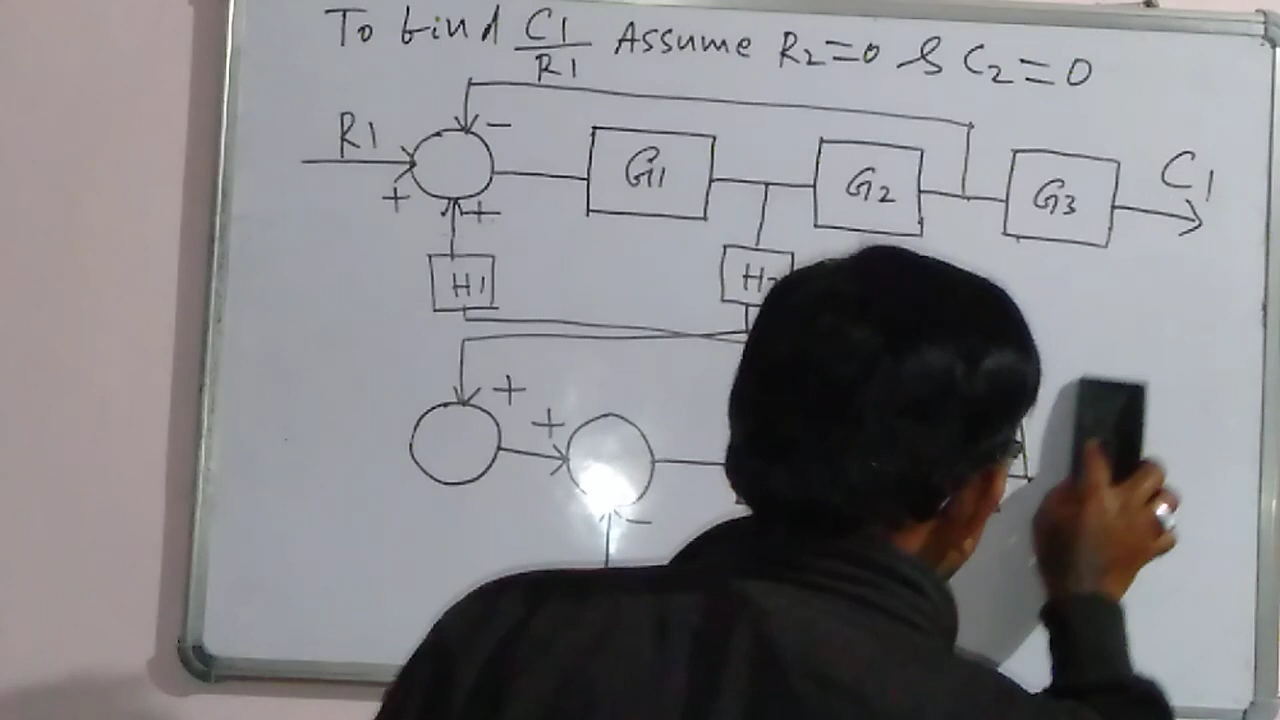 To find C1/R1 Assume R2=0 & C2=0
R1 + - + G1 G2 G3 C1
H1
+ + -